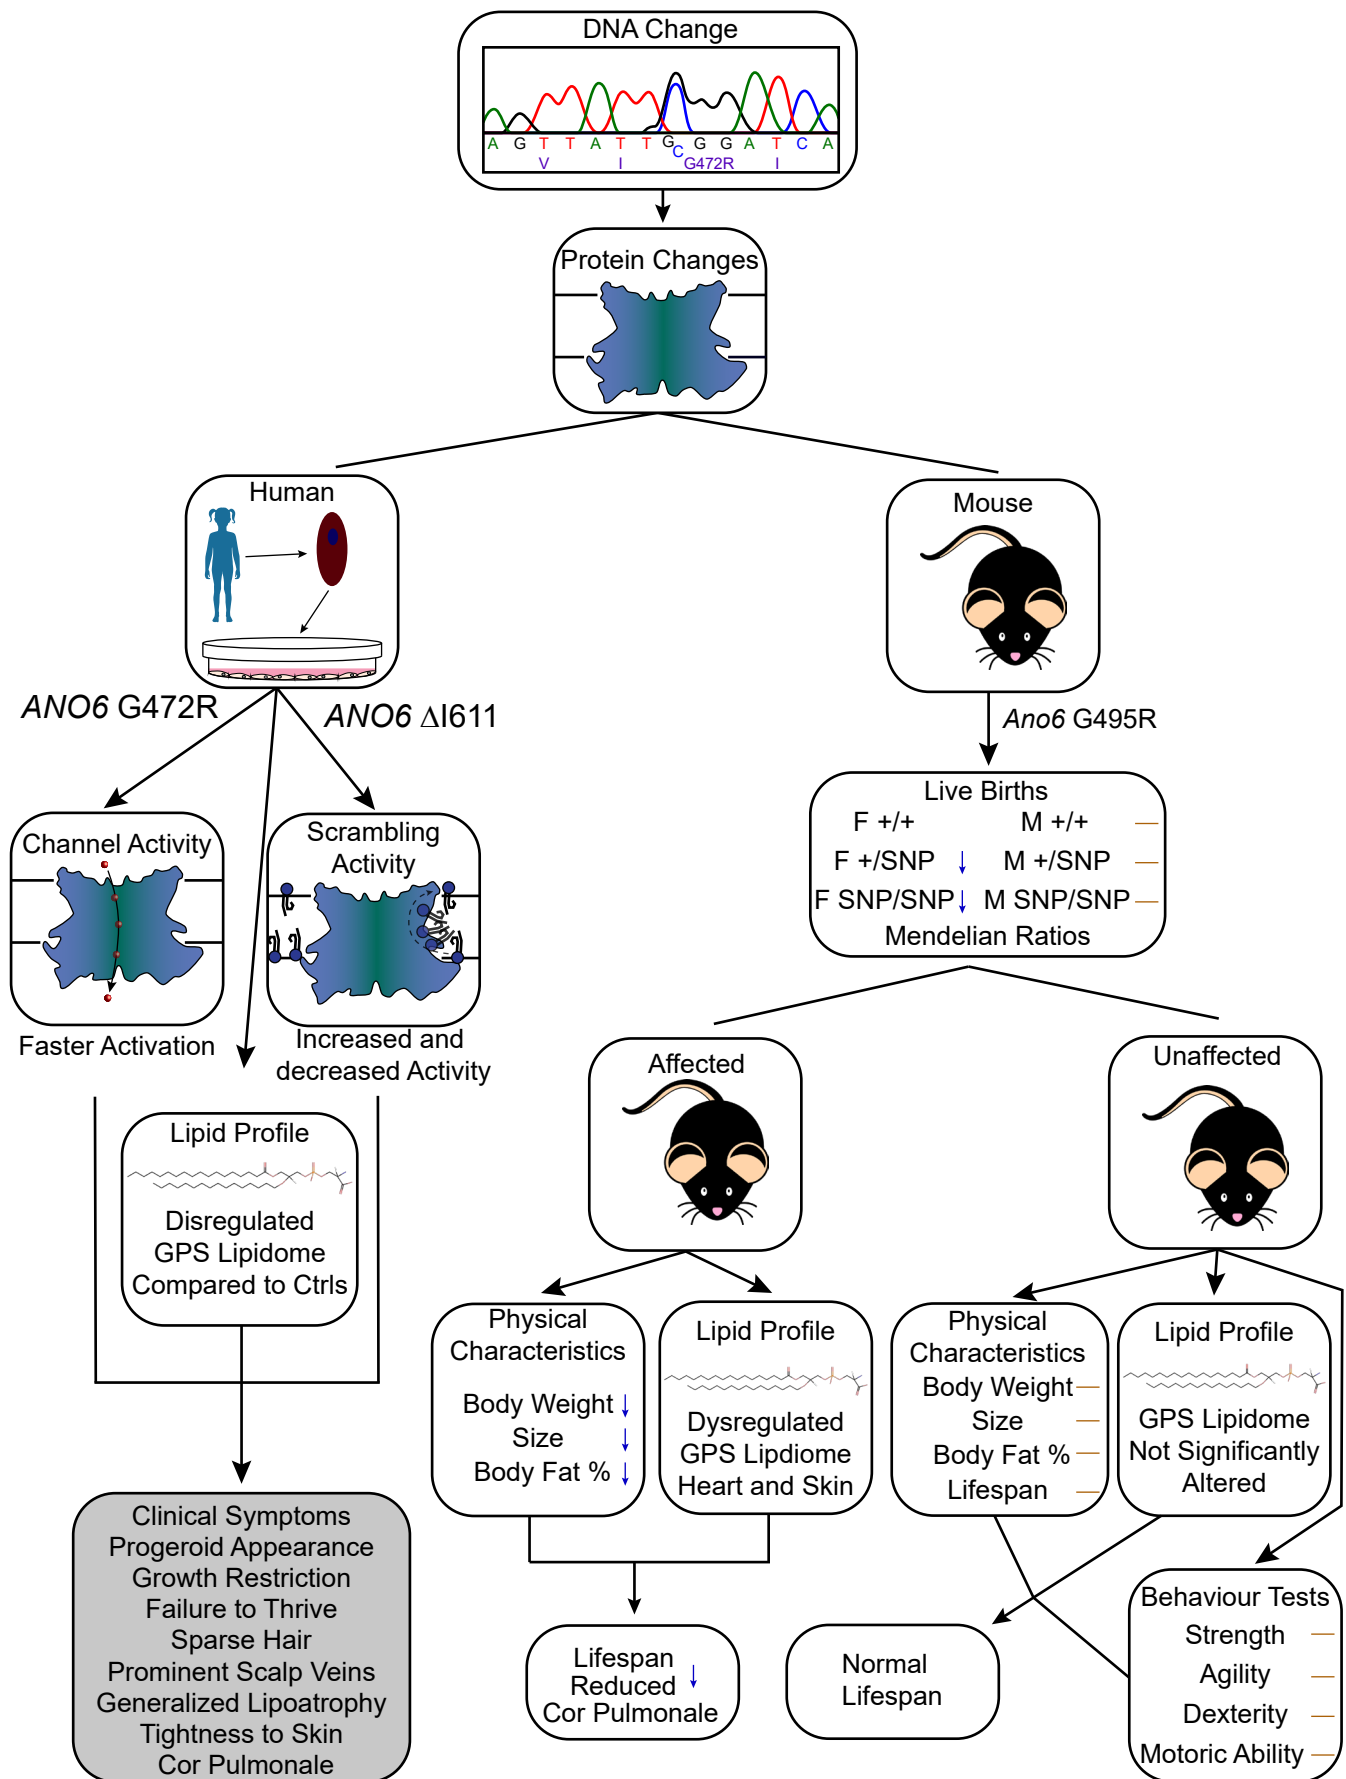 DNA Change
A G T T A T T G C G G A T C A
V I G472R I
Protein Changes
Human
Mouse
ANO6 G472R
ANO6 ΔI611
Ano6 G495R
Live Births
F +/+ M +/+ —
F +/SNP ↓ M +/SNP —
F SNP/SNP ↓ M SNP/SNP —
Mendelian Ratios
Channel Activity
Faster Activation
Scrambling
Activity
Increased and
decreased Activity
Lipid Profile
Disregulated
GPS Lipidome
Compared to Ctrls
Clinical Symptoms
Progeroid Appearance
Growth Restriction
Failure to Thrive
Sparse Hair
Prominent Scalp Veins
Generalized Lipoatrophy
Tightness to Skin
Cor Pulmonale
Affected
Unaffected
Physical
Characteristics
Body Weight ↓
Size ↓
Body Fat % ↓
Lipid Profile
Dysregulated
GPS Lipdiome
Heart and Skin
Lifespan
Reduced ↓
Cor Pulmonale
Physical
Characteristics
Body Weight —
Size —
Body Fat % —
Lifespan —
Lipid Profile
GPS Lipidome
Not Significantly
Altered
Normal
Lifespan
Behaviour Tests
Strength —
Agility —
Dexterity —
Motoric Ability —